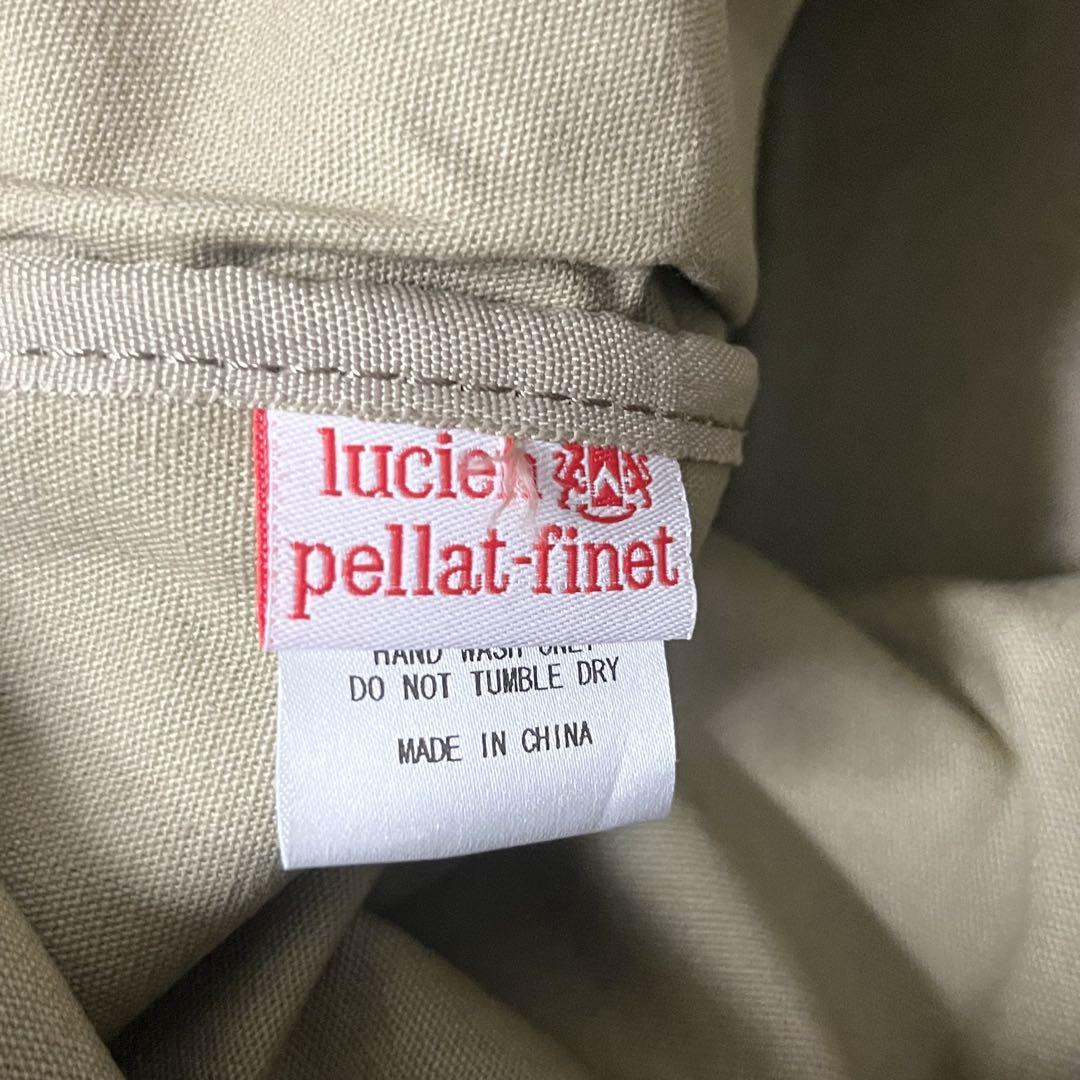 lucien
pellat-finet
HAND WASH ONLY
DO NOT TUMBLE DRY
MADE IN CHINA